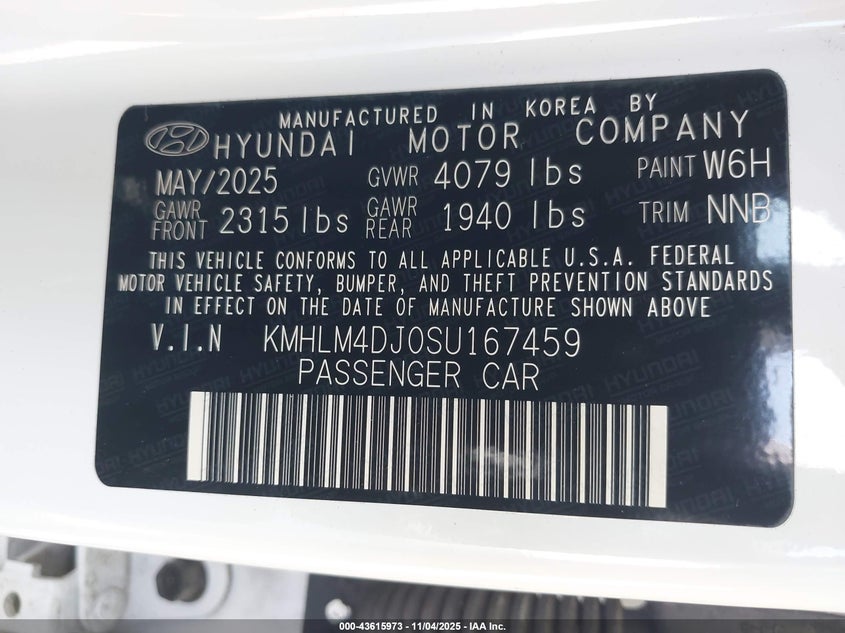 MANUFACTURED IN KOREA BY
HYUNDAI MOTOR COMPANY
MAY/2025 GVWR 4079 lbs PAINT W6H
GAWR FRONT 2315 lbs GAWR REAR 1940 lbs TRIM NNB
THIS VEHICLE CONFORMS TO ALL APPLICABLE U.S.A. FEDERAL
MOTOR VEHICLE SAFETY, BUMPER, AND THEFT PREVENTION STANDARDS
IN EFFECT ON THE DATE OF MANUFACTURE SHOWN ABOVE
V.I.N KMHLM4DJ0SU167459
PASSENGER CAR
000-43615973 - 11/04/2025 - IAA Inc.